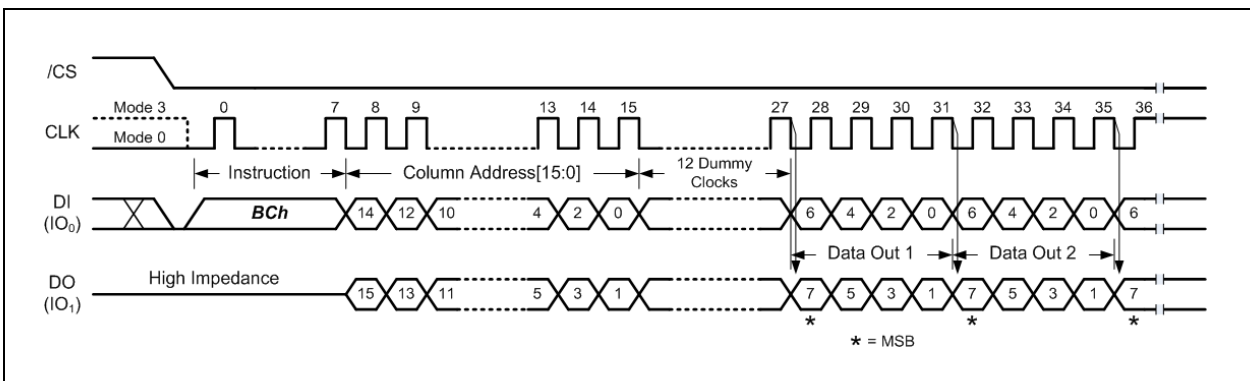 /CS
Mode 3 0 7 8 9 13 14 15 27 28 29 30 31 32 33 34 35 36
CLK
Mode 0
Instruction Column Address[15:0] 12 Dummy
Clocks
DI
(IO₀)
BCh 14 12 10 4 2 0 6 4 2 0 6 4 2 0 6
Data Out 1 Data Out 2
High Impedance
DO
(IO₁)
15 13 11 5 3 1 7 5 3 1 7 5 3 1 7
* * *
* = MSB